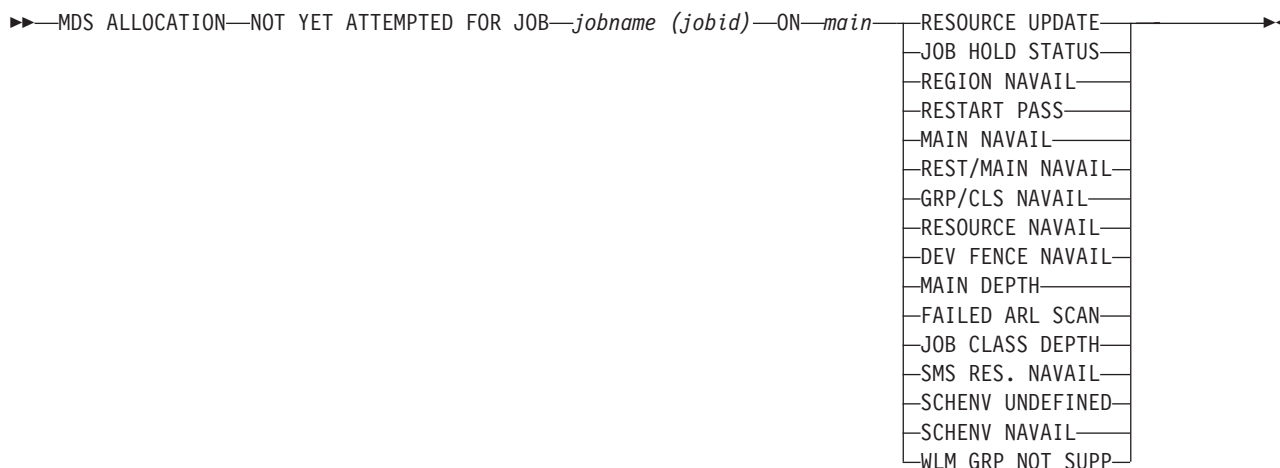 MDS ALLOCATION NOT YET ATTEMPTED FOR JOB jobname (jobid) ON main RESOURCE UPDATE
JOB HOLD STATUS
REGION NAVAIL
RESTART PASS
MAIN NAVAIL
REST/MAIN NAVAIL
GRP/CLS NAVAIL
RESOURCE NAVAIL
DEV FENCE NAVAIL
MAIN DEPTH
FAILED ARL SCAN
JOB CLASS DEPTH
SMS RES. NAVAIL
SCHENV UNDEFINED
SCHENV NAVAIL
WLM GRP NOT SUPP